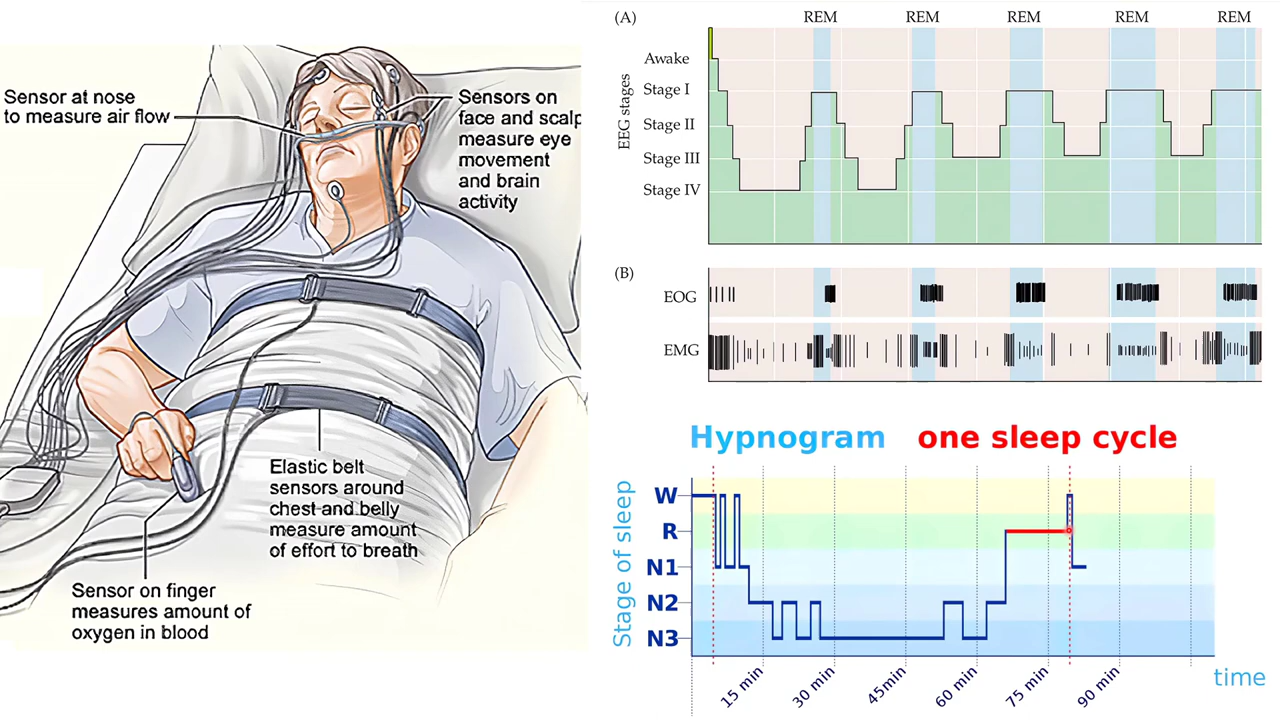 Sensor at nose
to measure air flow
Sensors on
face and scalp
measure eye
movement
and brain
activity
Elastic belt
sensors around
chest and belly
measure amount
of effort to breath
Sensor on finger
measures amount of
oxygen in blood
(A)
REM REM REM REM REM
EEG stages
Awake
Stage I
Stage II
Stage III
Stage IV
(B)
EOG
EMG
Hypnogram one sleep cycle
Stage of sleep
W
R
N1
N2
N3
15 min 30 min 45min 60 min 75 min 90 min
time